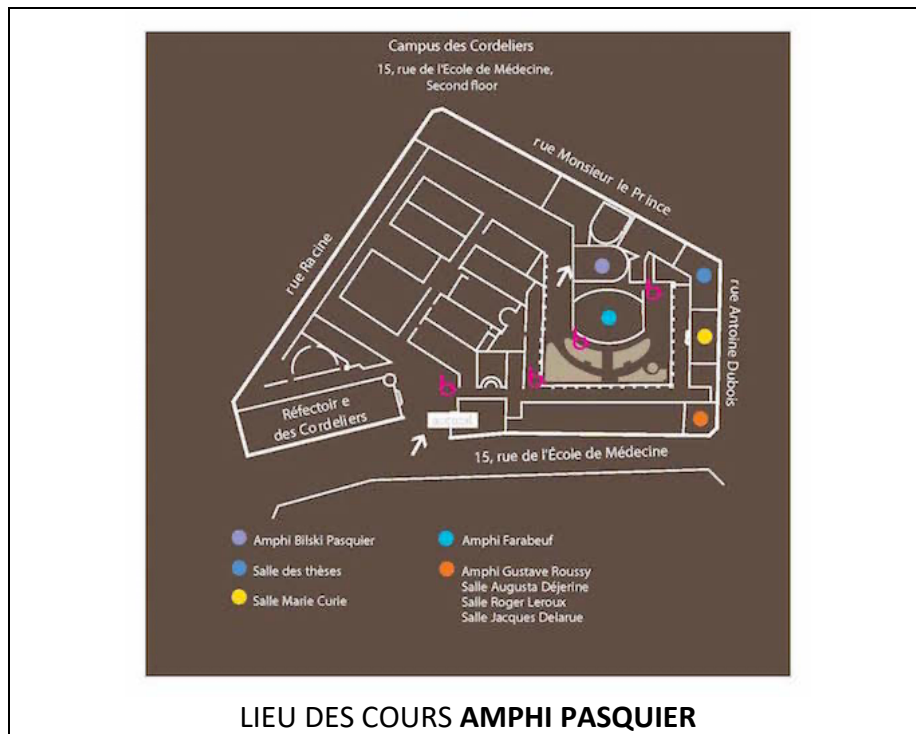 Campus des Cordeliers
15, rue de l'Ecole de Médecine,
Second floor
rue Monsieur le Prince
rue Racine
rue Antoine Dubois
Réfectoir e
des Cordeliers
15, rue de l'École de Médecine
Amphi Bilski Pasquier
Salle des thèses
Salle Marie Curie
Amphi Farabeuf
Amphi Gustave Roussy
Salle Augusta Déjerine
Salle Roger Leroux
Salle Jacques Delarue
LIEU DES COURS AMPHI PASQUIER